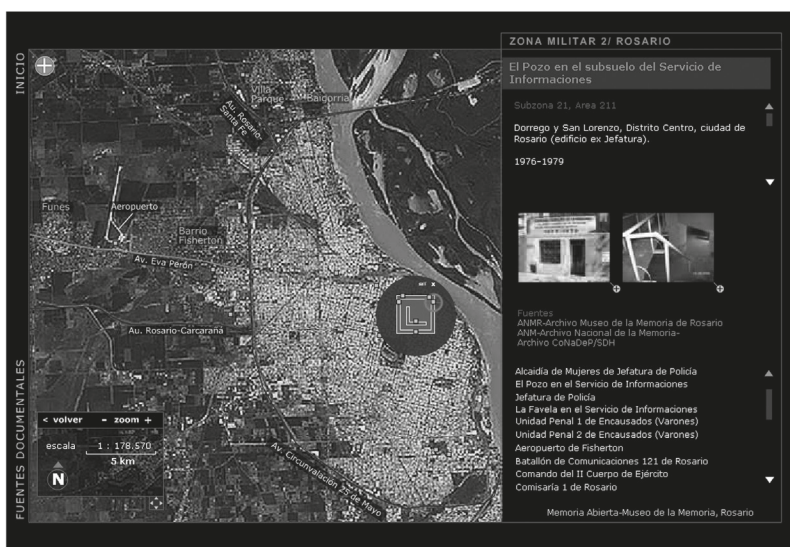 ZONA MILITAR 2/ ROSARIO
El Pozo en el subsuelo del Servicio de
Informaciones
Subzona 21, Area 211
Dorrego y San Lorenzo, Distrito Centro, ciudad de
Rosario (edificio ex Jefatura).
1976-1979
Fuentes
ANMR-Archivo Museo de la Memoria de Rosario
ANM-Archivo Nacional de la Memoria-
Archivo CoNaDeP/SDH
Alcaidía de Mujeres de Jefatura de Policía
El Pozo en el Servicio de Informaciones
Jefatura de Policía
La Favela en el Servicio de Informaciones
Unidad Penal 1 de Encausados (Varones)
Unidad Penal 2 de Encausados (Varones)
Aeropuerto de Fisherton
Batallón de Comunicaciones 121 de Rosario
Comando del II Cuerpo de Ejército
Comisaría 1 de Rosario
Memoria Abierta-Museo de la Memoria, Rosario
INICIO
FUENTES DOCUMENTALES
Villa
Parque
Baigorria
Au. Rosario-
Santa Fe
Funes
Aeropuerto
Barrio
Fisherton
Av. Eva Perón
Au. Rosario-Carcarañá
Av. Circunvalación 25 de Mayo
x
< volver - zoom +
escala 1 : 178.570
5 km
N